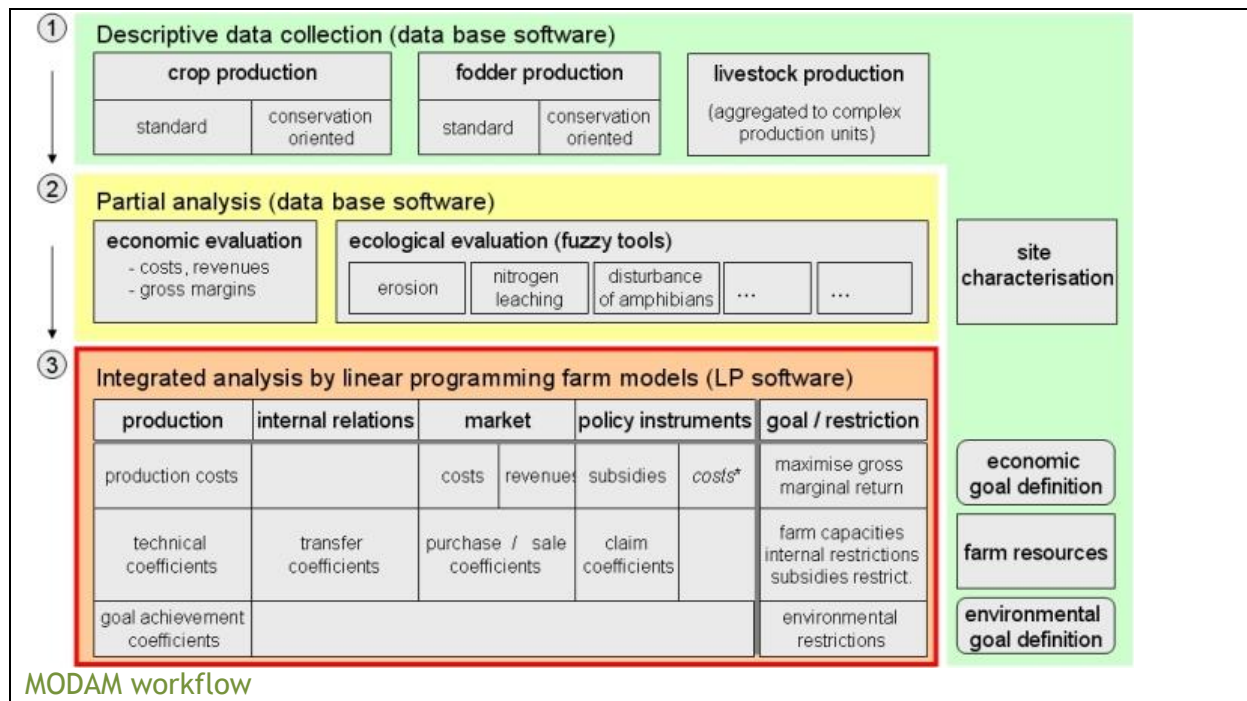 1
Descriptive data collection (data base software)
crop production
standard
conservation
oriented
fodder production
standard
conservation
oriented
livestock production
(aggregated to complex
production units)
2
Partial analysis (data base software)
economic evaluation
- costs, revenues
- gross margins
ecological evaluation (fuzzy tools)
erosion
nitrogen
leaching
disturbance
of amphibians
...
...
site
characterisation
3
Integrated analysis by linear programming farm models (LP software)
production
internal relations
market
policy instruments
goal / restriction
production costs
costs
revenues
subsidies
costs*
maximise gross
marginal return
economic
goal definition
technical
coefficients
transfer
coefficients
purchase / sale
coefficients
claim
coefficients
farm capacities
internal restrictions
subsidies restrict.
farm resources
goal achievement
coefficients
environmental
restrictions
environmental
goal definition
MODAM workflow